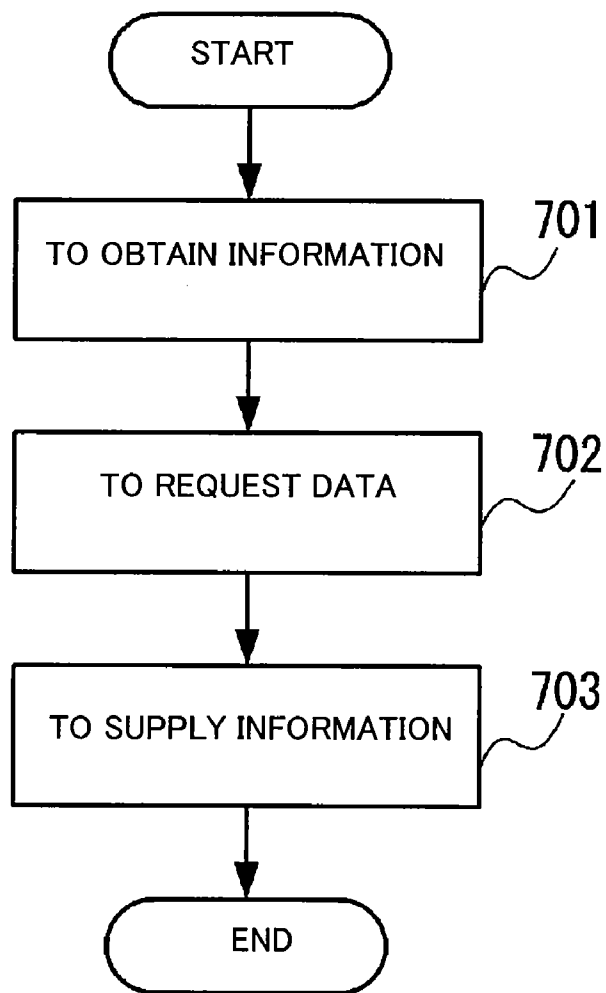 START
TO OBTAIN INFORMATION
701
TO REQUEST DATA
702
TO SUPPLY INFORMATION
703
END